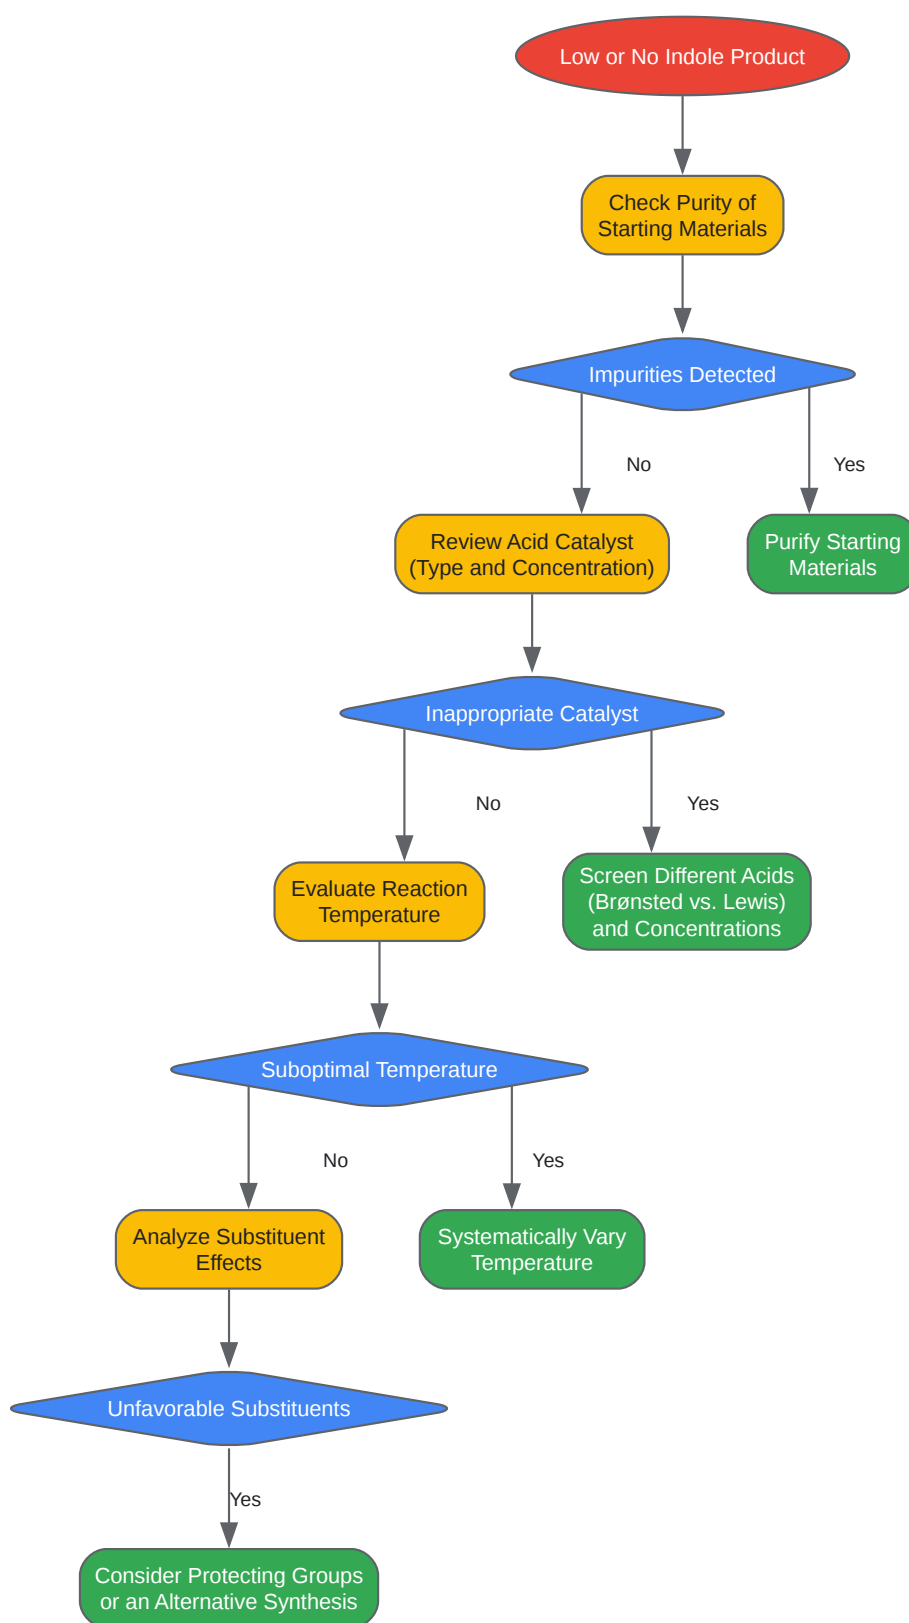 Low or No Indole Product
Check Purity of
Starting Materials
Impurities Detected
No
Yes
Review Acid Catalyst
(Type and Concentration)
Purify Starting
Materials
Inappropriate Catalyst
No
Yes
Evaluate Reaction
Temperature
Screen Different Acids
(Brønsted vs. Lewis)
and Concentrations
Suboptimal Temperature
No
Yes
Analyze Substituent
Effects
Systematically Vary
Temperature
Unfavorable Substituents
Yes
Consider Protecting Groups
or an Alternative Synthesis